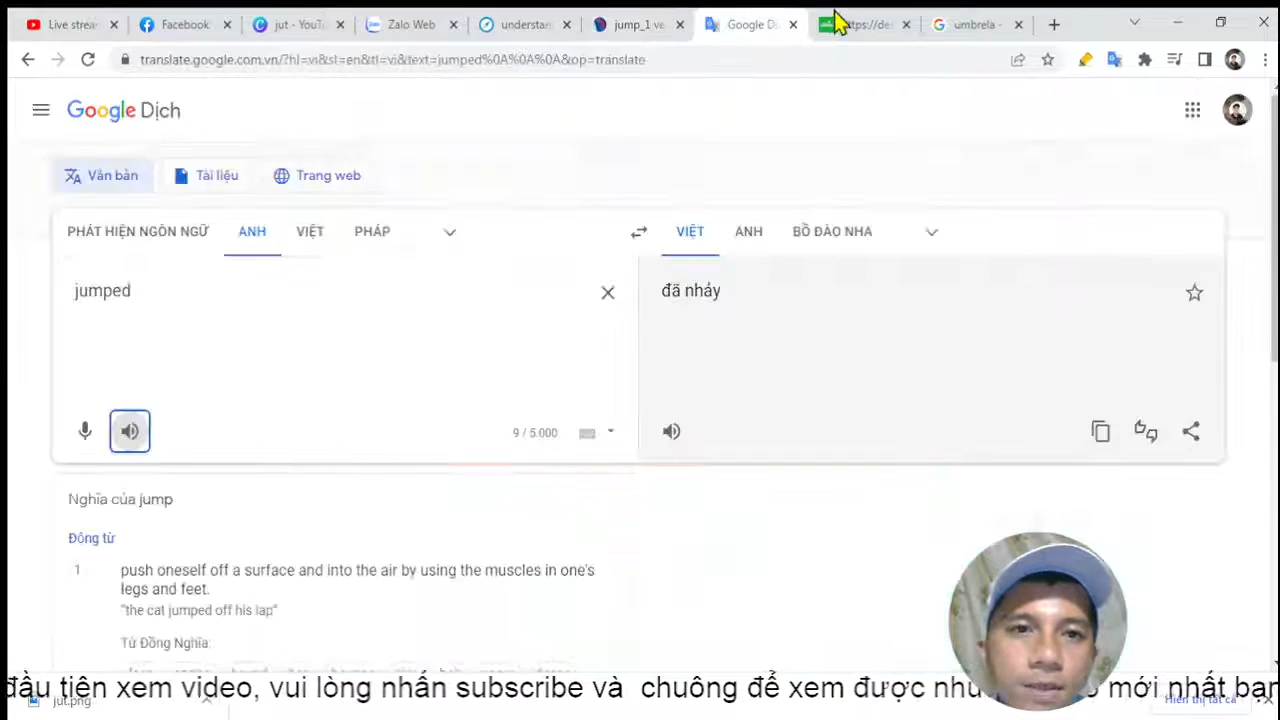 Live stream
Facebook
jut - YouTu
Zalo Web
understan
jump_1 ve
Google Dị
https://de
umbrela -
translate.google.com.vn/?hl=vi&sl=en&tl=vi&text=jumped%0A%0A%0A&op=translate
Google Dịch
Văn bản
Tài liệu
Trang web
PHÁT HIỆN NGÔN NGỮ
ANH
VIỆT
PHÁP
VIỆT
ANH
BỒ ĐÀO NHA
jumped
đã nhảy
9 / 5.000
Nghĩa của jump
Động từ
1
push oneself off a surface and into the air by using the muscles in one's
legs and feet.
"the cat jumped off his lap"
Từ Đồng Nghĩa:
đầu tiên xem video, vui lòng nhấn subscribe và chuông để xem được mới nhất bạn
jut.png
Hiển thị tất cả